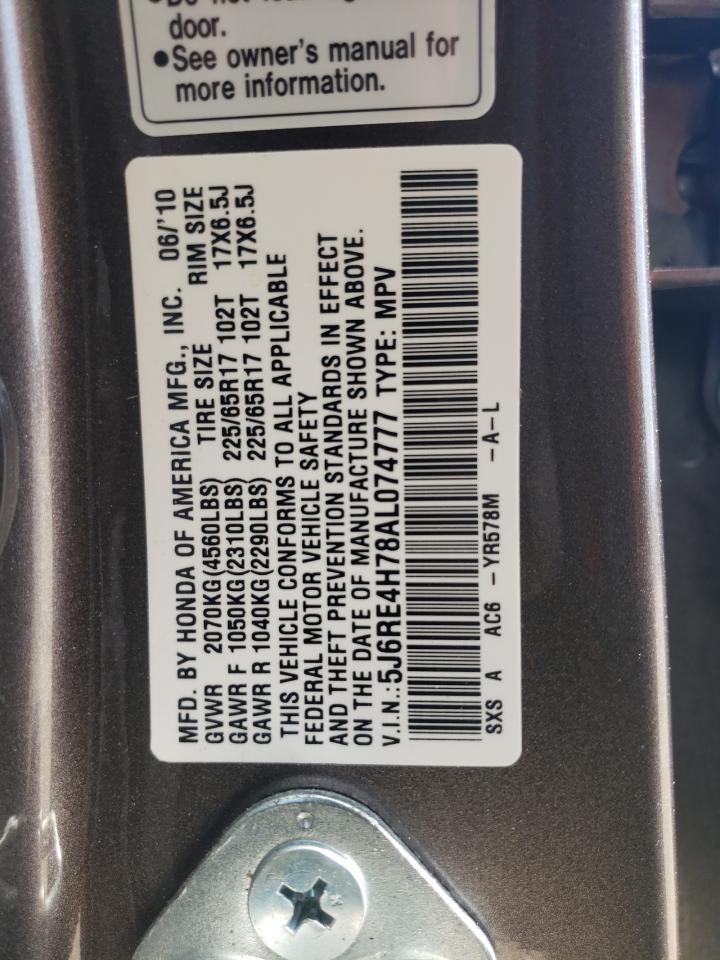 door.
•See owner's manual for
more information.
MFD. BY HONDA OF AMERICA MFG., INC. 06/'10
GVWR 2070KG(4560LBS) TIRE SIZE RIM SIZE
GAWR F 1050KG(2310LBS) 225/65R17 102T 17X6.5J
GAWR R 1040KG(2290LBS) 225/65R17 102T 17X6.5J
THIS VEHICLE CONFORMS TO ALL APPLICABLE
FEDERAL MOTOR VEHICLE SAFETY
AND THEFT PREVENTION STANDARDS IN EFFECT
ON THE DATE OF MANUFACTURE SHOWN ABOVE.
V.I.N.:5J6RE4H78AL074777 TYPE: MPV
SXS A AC6 -YR578M -A-L